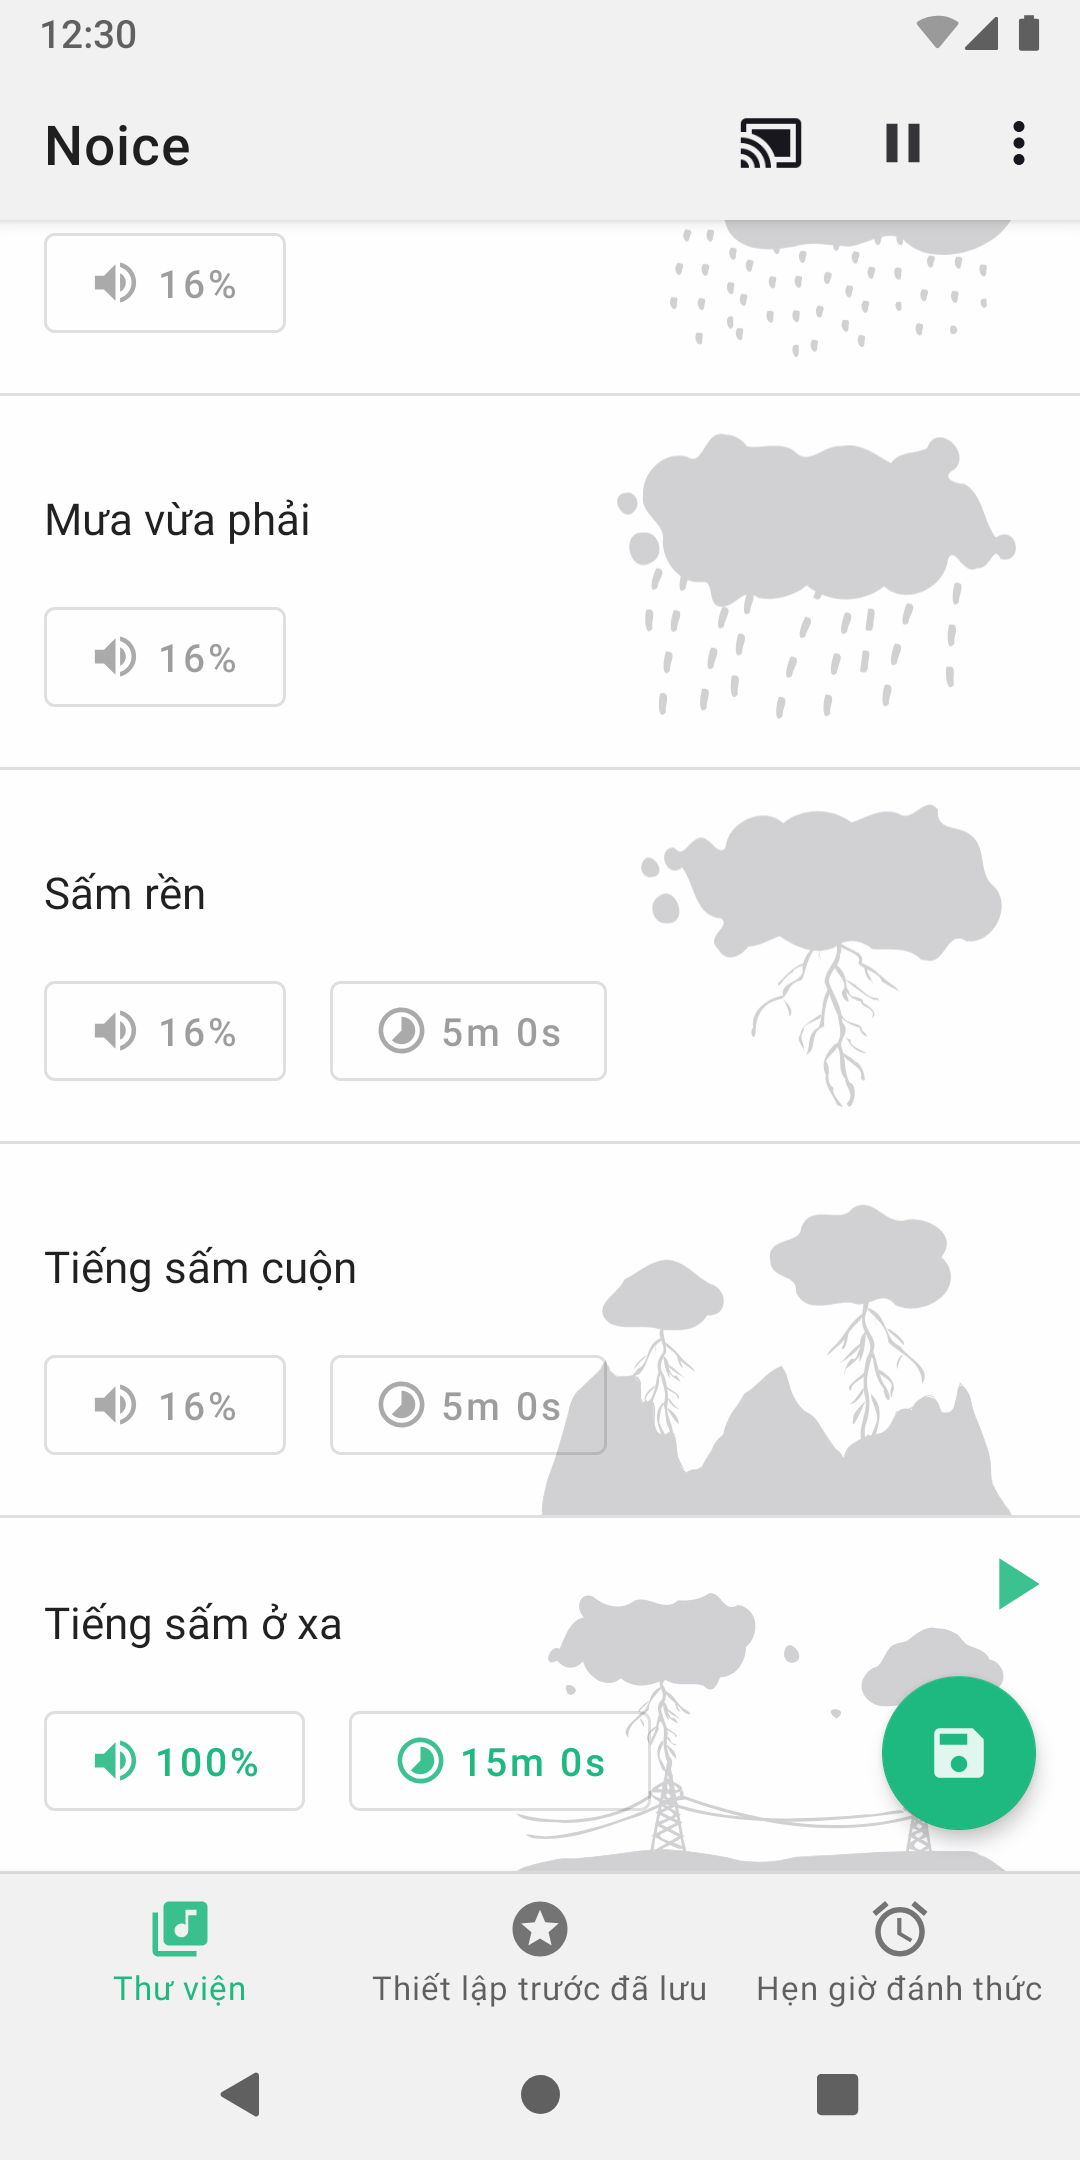 12:30
Noice
16%
Mưa vừa phải
16%
Sấm rền
16% 5m 0s
Tiếng sấm cuộn
16% 5m 0s
Tiếng sấm ở xa
100% 15m 0s
Thư viện Thiết lập trước đã lưu Hẹn giờ đánh thức